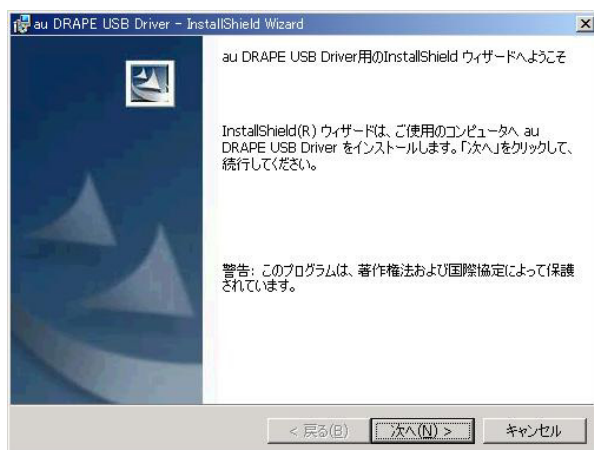 au DRAPE USB Driver - InstallShield Wizard
au DRAPE USB Driver用のInstallShield ウィザードへようこそ
InstallShield(R) ウィザードは、ご使用のコンピュータへ au
DRAPE USB Driver をインストールします。「次へ」をクリックして、
続行してください。
警告: このプログラムは、著作権法および国際協定によって保護
されています。
< 戻る(B)
次へ(N) >
キャンセル